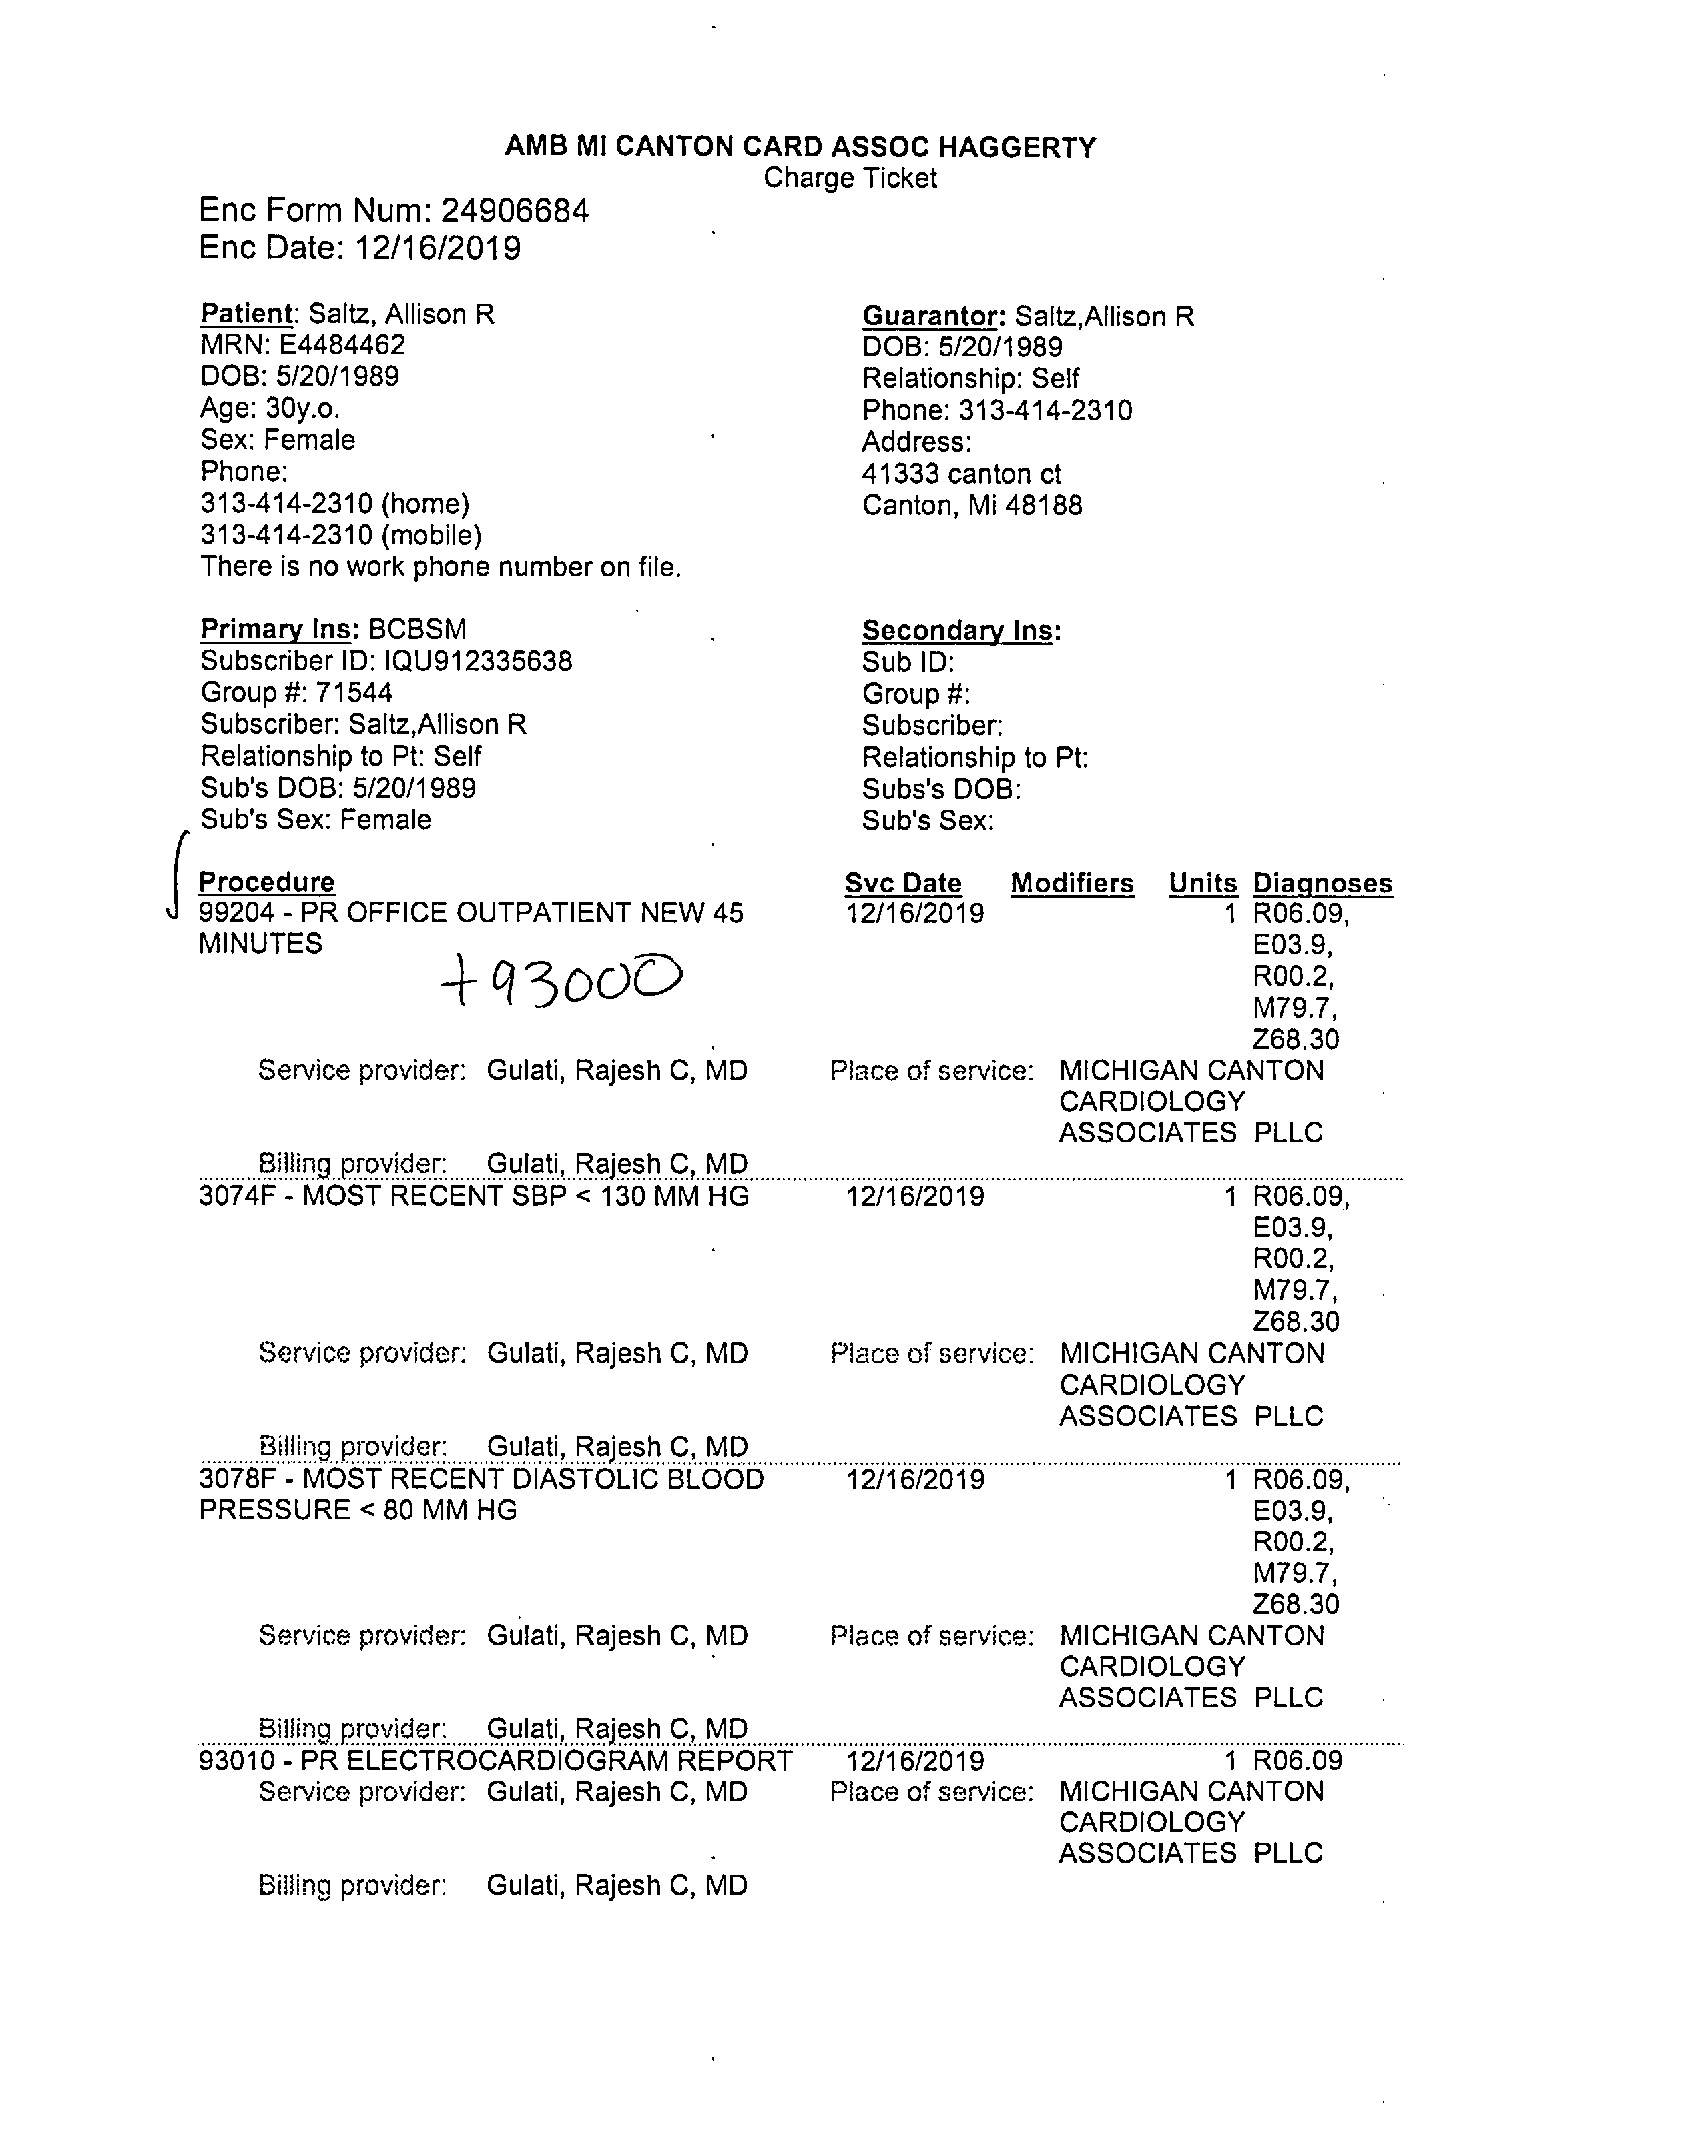 AMB MI CANTON CARD ASSOC HAGGERTY
Charge Ticket
Enc Form Num: 24906684
Enc Date: 12/16/2019
Patient: Saltz, Allison R
MRN: E4484462
DOB: 5/20/1989
Age: 30y.o.
Sex: Female
Phone:
313-414-2310 (home)
313-414-2310 (mobile)
There is no work phone number on file.
Guarantor: Saltz,Allison R
DOB: 5/20/1989
Relationship: Self
Phone: 313-414-2310
Address:
41333 canton ct
Canton, Mi 48188
Primary Ins: BCBSM
Subscriber ID: IQU912335638
Group #: 71544
Subscriber: Saltz,Allison R
Relationship to Pt: Self
Sub's DOB: 5/20/1989
Sub's Sex: Female
Secondary Ins:
Sub ID:
Group #:
Subscriber:
Relationship to Pt:
Subs's DOB:
Sub's Sex:
Procedure Svc Date Modifiers Units Diagnoses
99204 - PR OFFICE OUTPATIENT NEW 45 12/16/2019 1 R06.09,
MINUTES E03.9,
+93000 R00.2,
M79.7,
Z68.30
Service provider: Gulati, Rajesh C, MD Place of service: MICHIGAN CANTON
CARDIOLOGY
ASSOCIATES PLLC
Billing provider: Gulati, Rajesh C, MD
3074F - MOST RECENT SBP < 130 MM HG 12/16/2019 1 R06.09,
E03.9,
R00.2,
M79.7,
Z68.30
Service provider: Gulati, Rajesh C, MD Place of service: MICHIGAN CANTON
CARDIOLOGY
ASSOCIATES PLLC
Billing provider: Gulati, Rajesh C, MD
3078F - MOST RECENT DIASTOLIC BLOOD 12/16/2019 1 R06.09,
PRESSURE < 80 MM HG E03.9,
R00.2,
M79.7,
Z68.30
Service provider: Gulati, Rajesh C, MD Place of service: MICHIGAN CANTON
CARDIOLOGY
ASSOCIATES PLLC
Billing provider: Gulati, Rajesh C, MD
93010 - PR ELECTROCARDIOGRAM REPORT 12/16/2019 1 R06.09
Service provider: Gulati, Rajesh C, MD Place of service: MICHIGAN CANTON
CARDIOLOGY
ASSOCIATES PLLC
Billing provider: Gulati, Rajesh C, MD